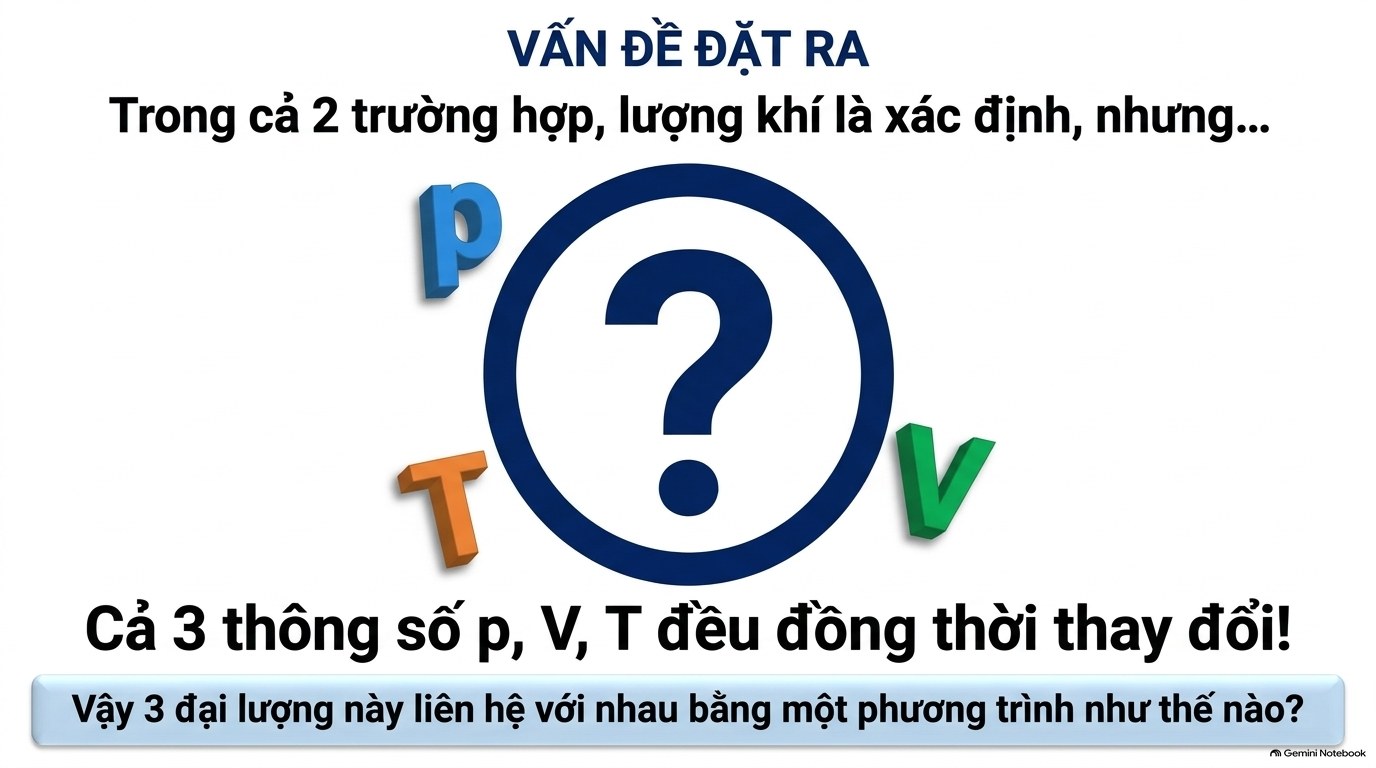 VẤN ĐỀ ĐẶT RA
Trong cả 2 trường hợp, lượng khí là xác định, nhưng...
p
?
T
V
Cả 3 thông số p, V, T đều đồng thời thay đổi!
Vậy 3 đại lượng này liên hệ với nhau bằng một phương trình như thế nào?
Gemini Notebook